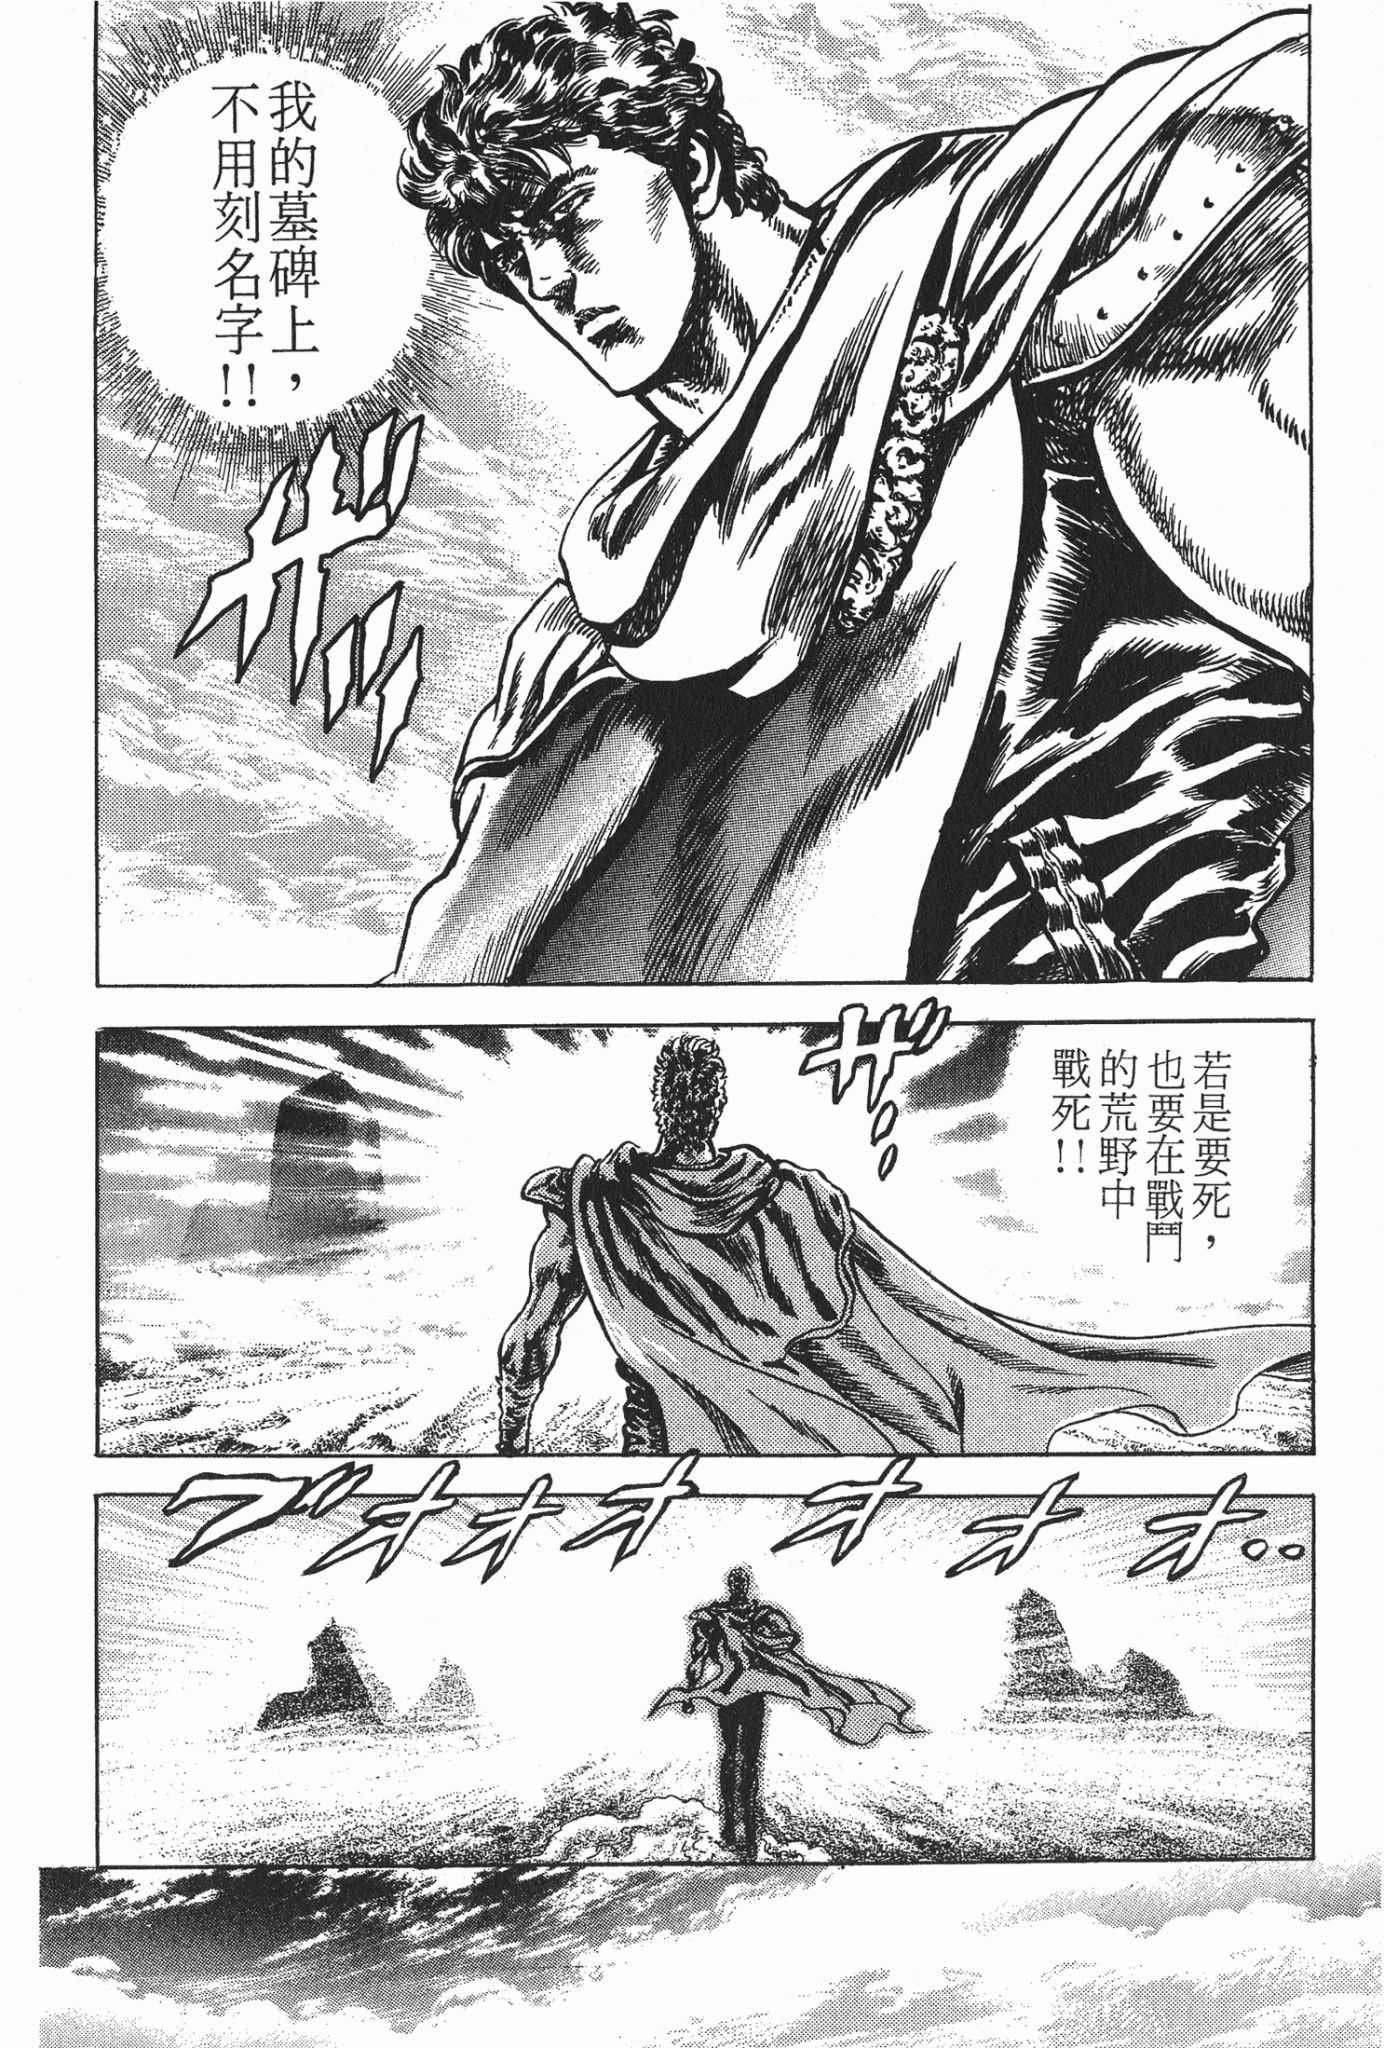 我的墓碑上，
不用刻名字!!
ザッ
ザ‥
若是要死，
也要在戰鬥
的荒野中
戰死!!
ブオオオオオオ‥